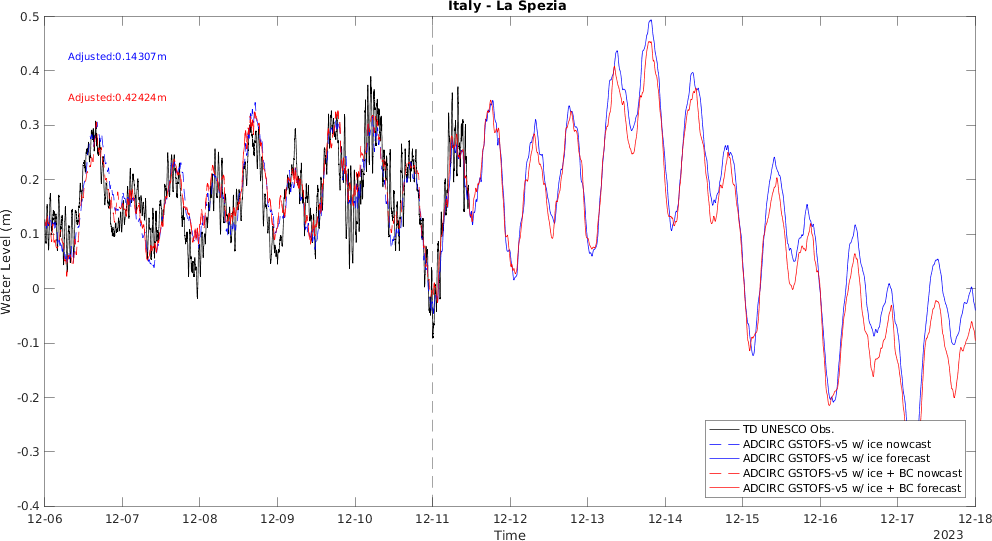 Italy - La Spezia
0.5
0.4
0.3
0.2
0.1
0
-0.1
-0.2
-0.3
-0.4
Water Level (m)
Adjusted:0.14307m
Adjusted:0.42424m
TD UNESCO Obs.
ADCIRC GSTOFS-v5 w/ ice nowcast
ADCIRC GSTOFS-v5 w/ ice forecast
ADCIRC GSTOFS-v5 w/ ice + BC nowcast
ADCIRC GSTOFS-v5 w/ ice + BC forecast
12-06 12-07 12-08 12-09 12-10 12-11 12-12 12-13 12-14 12-15 12-16 12-17 12-18
Time
2023